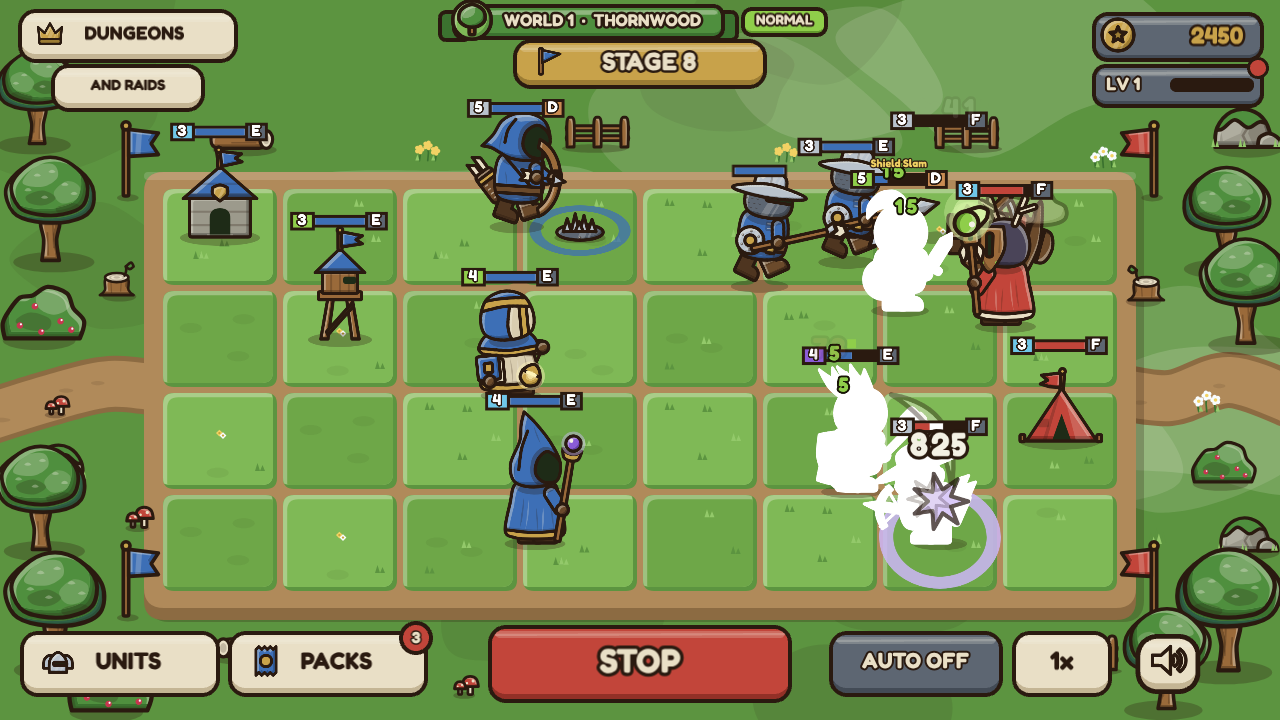 DUNGEONS
AND RAIDS
WORLD 1 • THORNWOOD
NORMAL
STAGE 8
2450
LV 1
5 D
3 E
3 F
3 E
Shield Slam
5 D
15
3 F
3 E
15
4 E
3 F
4 5 E
5
4 E
3 F
825
UNITS
PACKS
3
STOP
AUTO OFF
1x